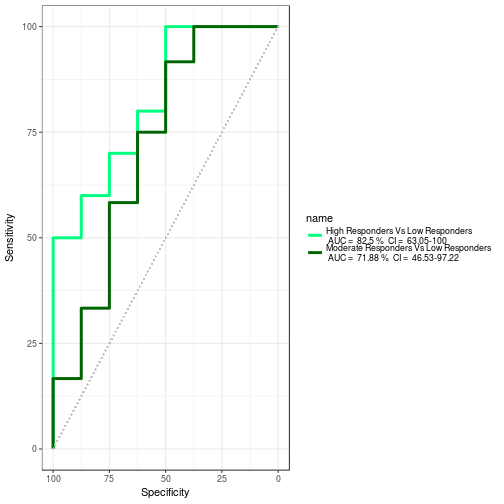 100
75
50
25
0
Sensitivity
100
75
50
25
0
Specificity
name
High Responders Vs Low Responders
AUC = 82.5 % CI = 63.05-100
Moderate Responders Vs Low Responders
AUC = 71.88 % CI = 46.53-97.22